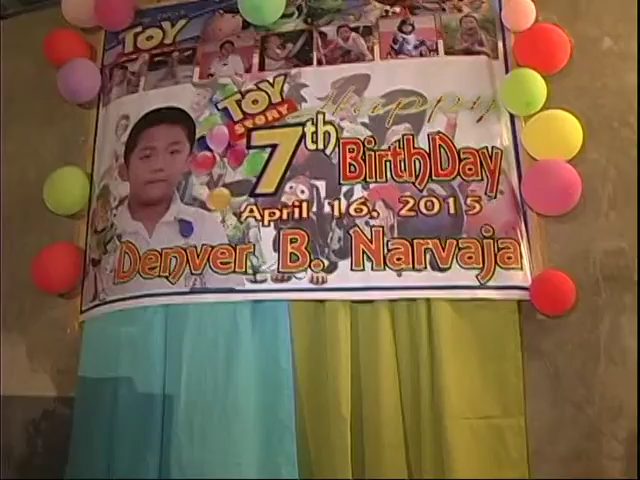 TOY
TOY
STORY
Happy
7th BirthDay
April 16, 2015
Denver B. Narvaja